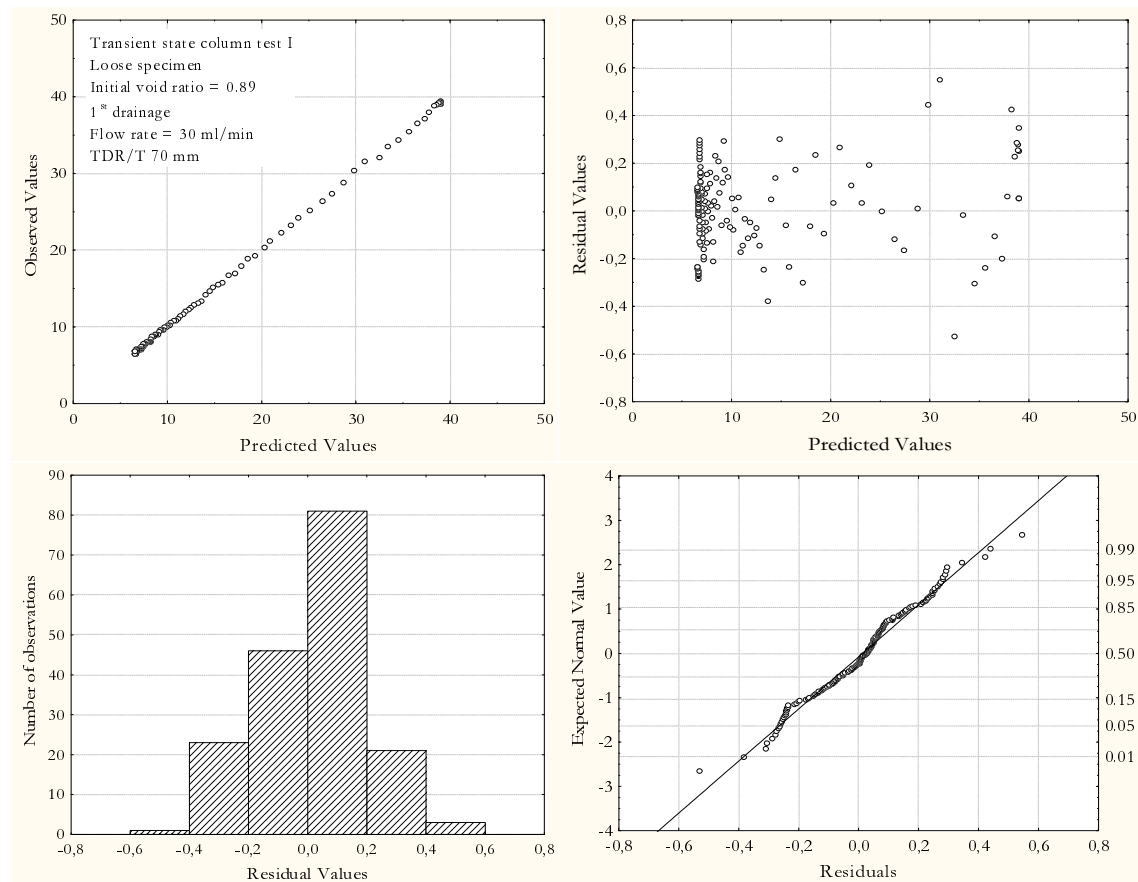 50
40
30
20
10
0
Observed Values
Transient state column test I
Loose specimen
Initial void ratio = 0.89
1st drainage
Flow rate = 30 ml/min
TDR/T 70 mm
0 10 20 30 40 50
Predicted Values
0,8
0,6
0,4
0,2
0,0
-0,2
-0,4
-0,6
-0,8
Residual Values
0 10 20 30 40 50
Predicted Values
90
80
70
60
50
40
30
20
10
0
Number of observations
-0,8 -0,6 -0,4 -0,2 0,0 0,2 0,4 0,6 0,8
Residual Values
4
3
2
1
0
-1
-2
-3
-4
Expected Normal Value
0.99
0.95
0.85
0.50
0.15
0.05
0.01
-0,8 -0,6 -0,4 -0,2 0,0 0,2 0,4 0,6 0,8
Residuals